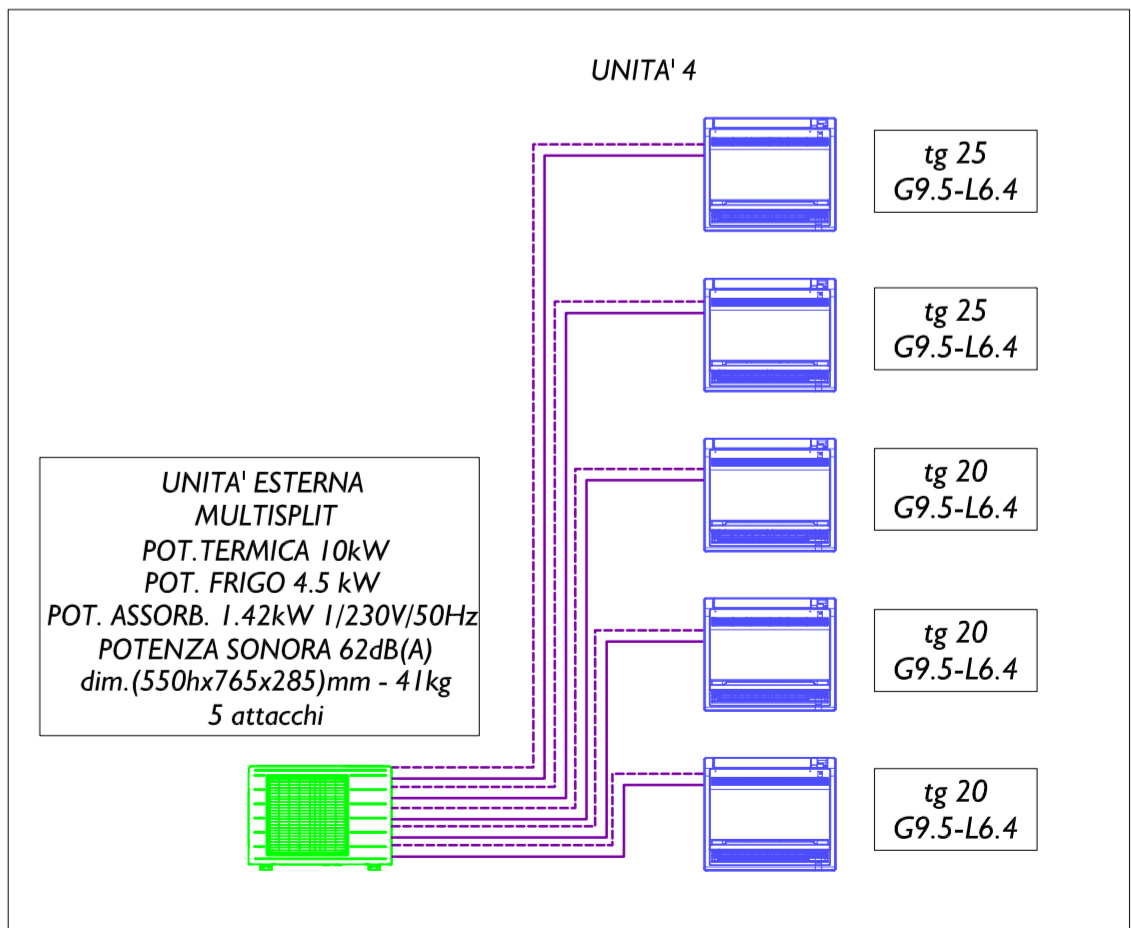 UNITA' 4
tg 25
G9.5-L6.4
tg 25
G9.5-L6.4
tg 20
G9.5-L6.4
tg 20
G9.5-L6.4
tg 20
G9.5-L6.4
UNITA' ESTERNA
MULTISPLIT
POT.TERMICA 10kW
POT. FRIGO 4.5 kW
POT. ASSORB. 1.42kW 1/230V/50Hz
POTENZA SONORA 62dB(A)
dim.(550hx765x285)mm - 41kg
5 attacchi